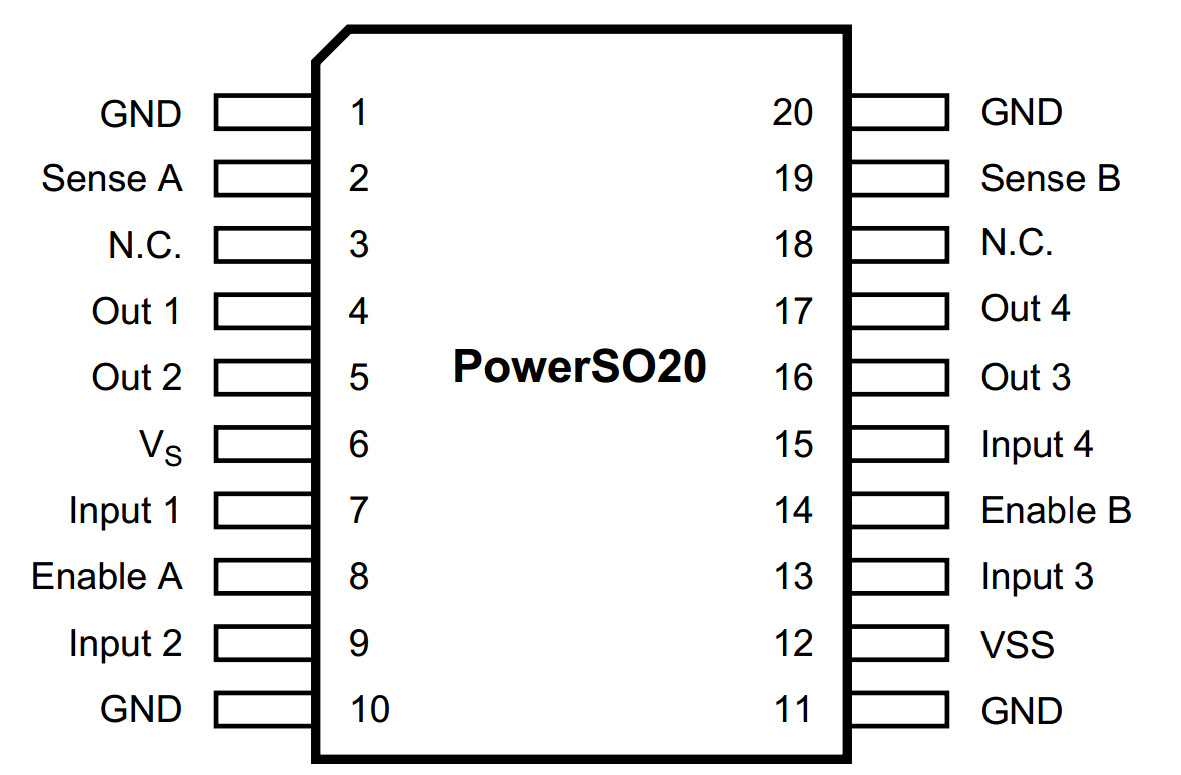 GND 1 20 GND
Sense A 2 19 Sense B
N.C. 3 18 N.C.
Out 1 4 17 Out 4
PowerSO20
Out 2 5 16 Out 3
VS 6 15 Input 4
Input 1 7 14 Enable B
Enable A 8 13 Input 3
Input 2 9 12 VSS
GND 10 11 GND